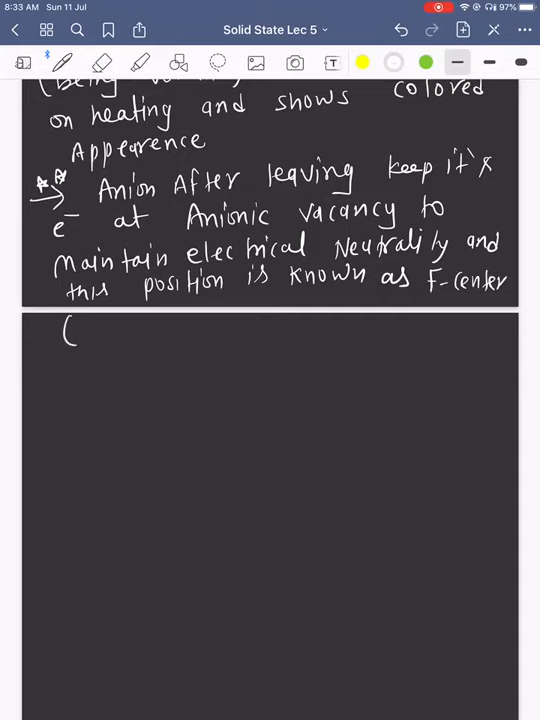 8:33 AM Sun 11 Jul 97%
Solid State Lec 5
T
(Being
on heating and shows colored
Appearence
Anion After leaving keep it's
e⁻ at Anionic vacancy to
Maintain electrical Neutrality and
this position is known as F-center
(